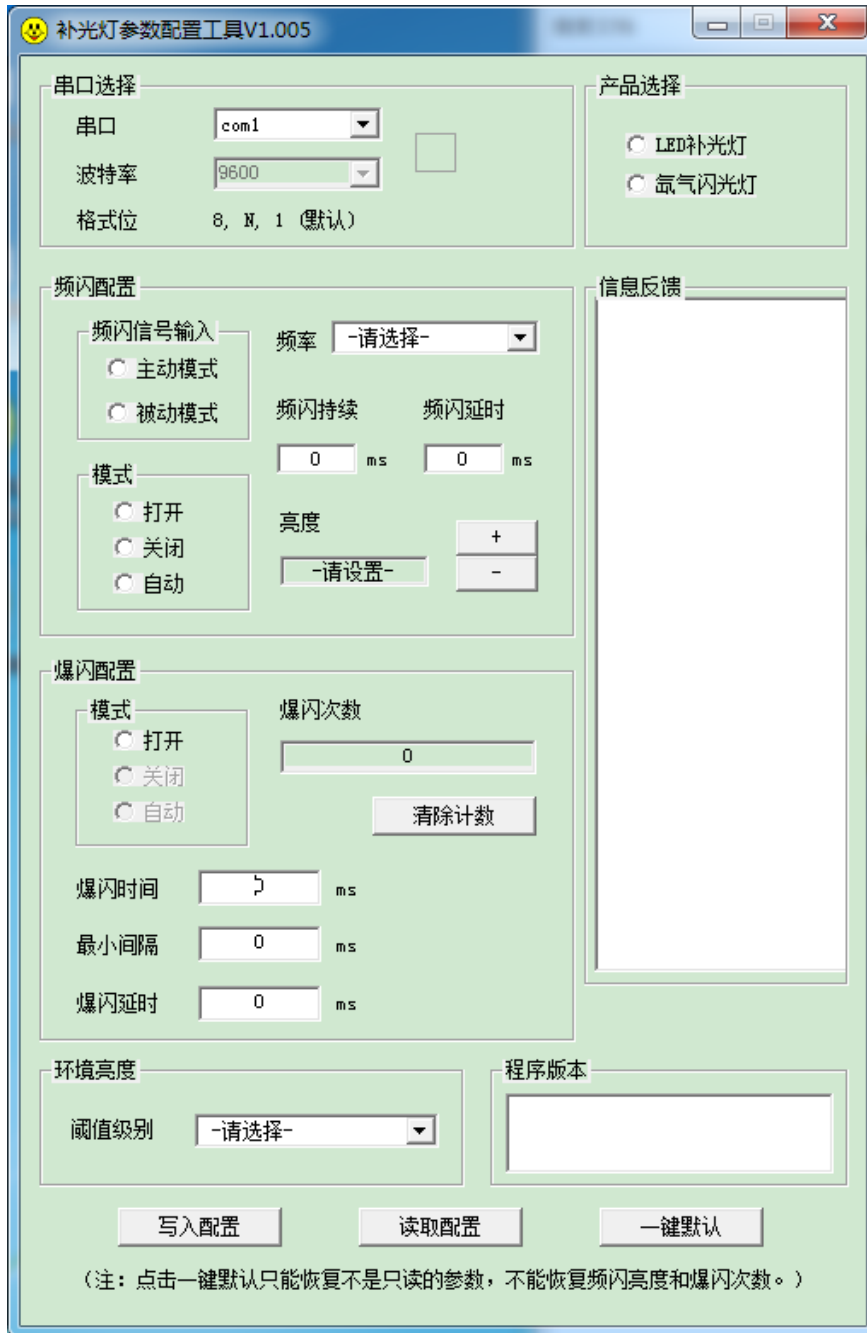 补光灯参数配置工具V1.005
串口选择
串口
com1
波特率
9600
格式位
8, N, 1 (默认)
产品选择
LED补光灯
氙气闪光灯
频闪配置
频闪信号输入
主动模式
被动模式
频率
-请选择-
频闪持续
频闪延时
0
ms
0
ms
模式
打开
关闭
自动
亮度
-请设置-
+
-
信息反馈
爆闪配置
模式
打开
关闭
自动
爆闪次数
0
清除计数
爆闪时间
ms
最小间隔
0
ms
爆闪延时
0
ms
环境亮度
阈值级别
-请选择-
程序版本
写入配置
读取配置
一键默认
(注：点击一键默认只能恢复不是只读的参数，不能恢复频闪亮度和爆闪次数。)